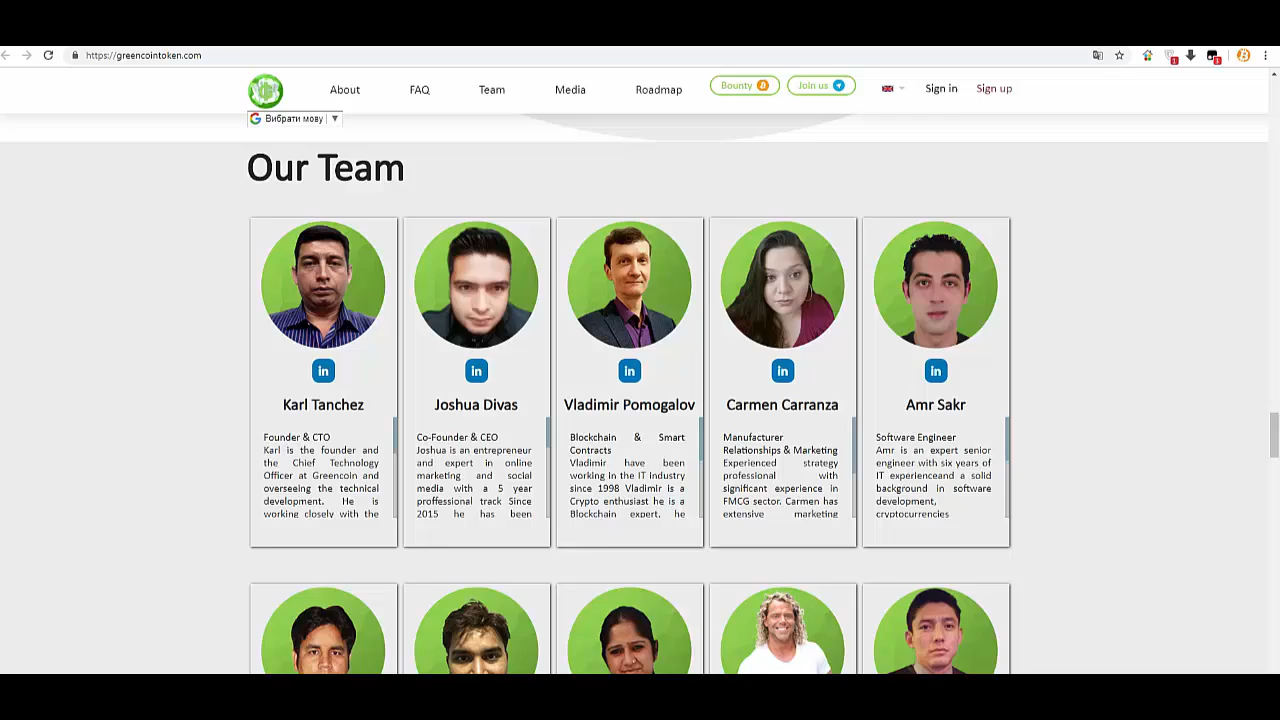 https://greencointoken.com
About
FAQ
Team
Media
Roadmap
Bounty
Join us
Sign in
Sign up
Вибрати мову
Our Team
Karl Tanchez
Founder & CTO
Karl is the founder and
the Chief Technology
Officer at Greencoin and
overseeing the technical
development. He is
working closely with the
Joshua Divas
Co-Founder & CEO
Joshua is an entrepreneur
and expert in online
marketing and social
media with a 5 year
proffessional track Since
2015 he has been
Vladimir Pomogalov
Blockchain & Smart
Contracts
Vladimir have been
working in the IT industry
since 1998 Vladimir is a
Crypto enthusiast he is a
Blockchain expert, he
Carmen Carranza
Manufacturer
Relationships & Marketing
Experienced strategy
professional with
significant experience in
FMCG sector. Carmen has
extensive marketing
Amr Sakr
Software Engineer
Amr is an expert senior
engineer with six years of
IT experienceand a solid
background in software
development,
cryptocurrencies